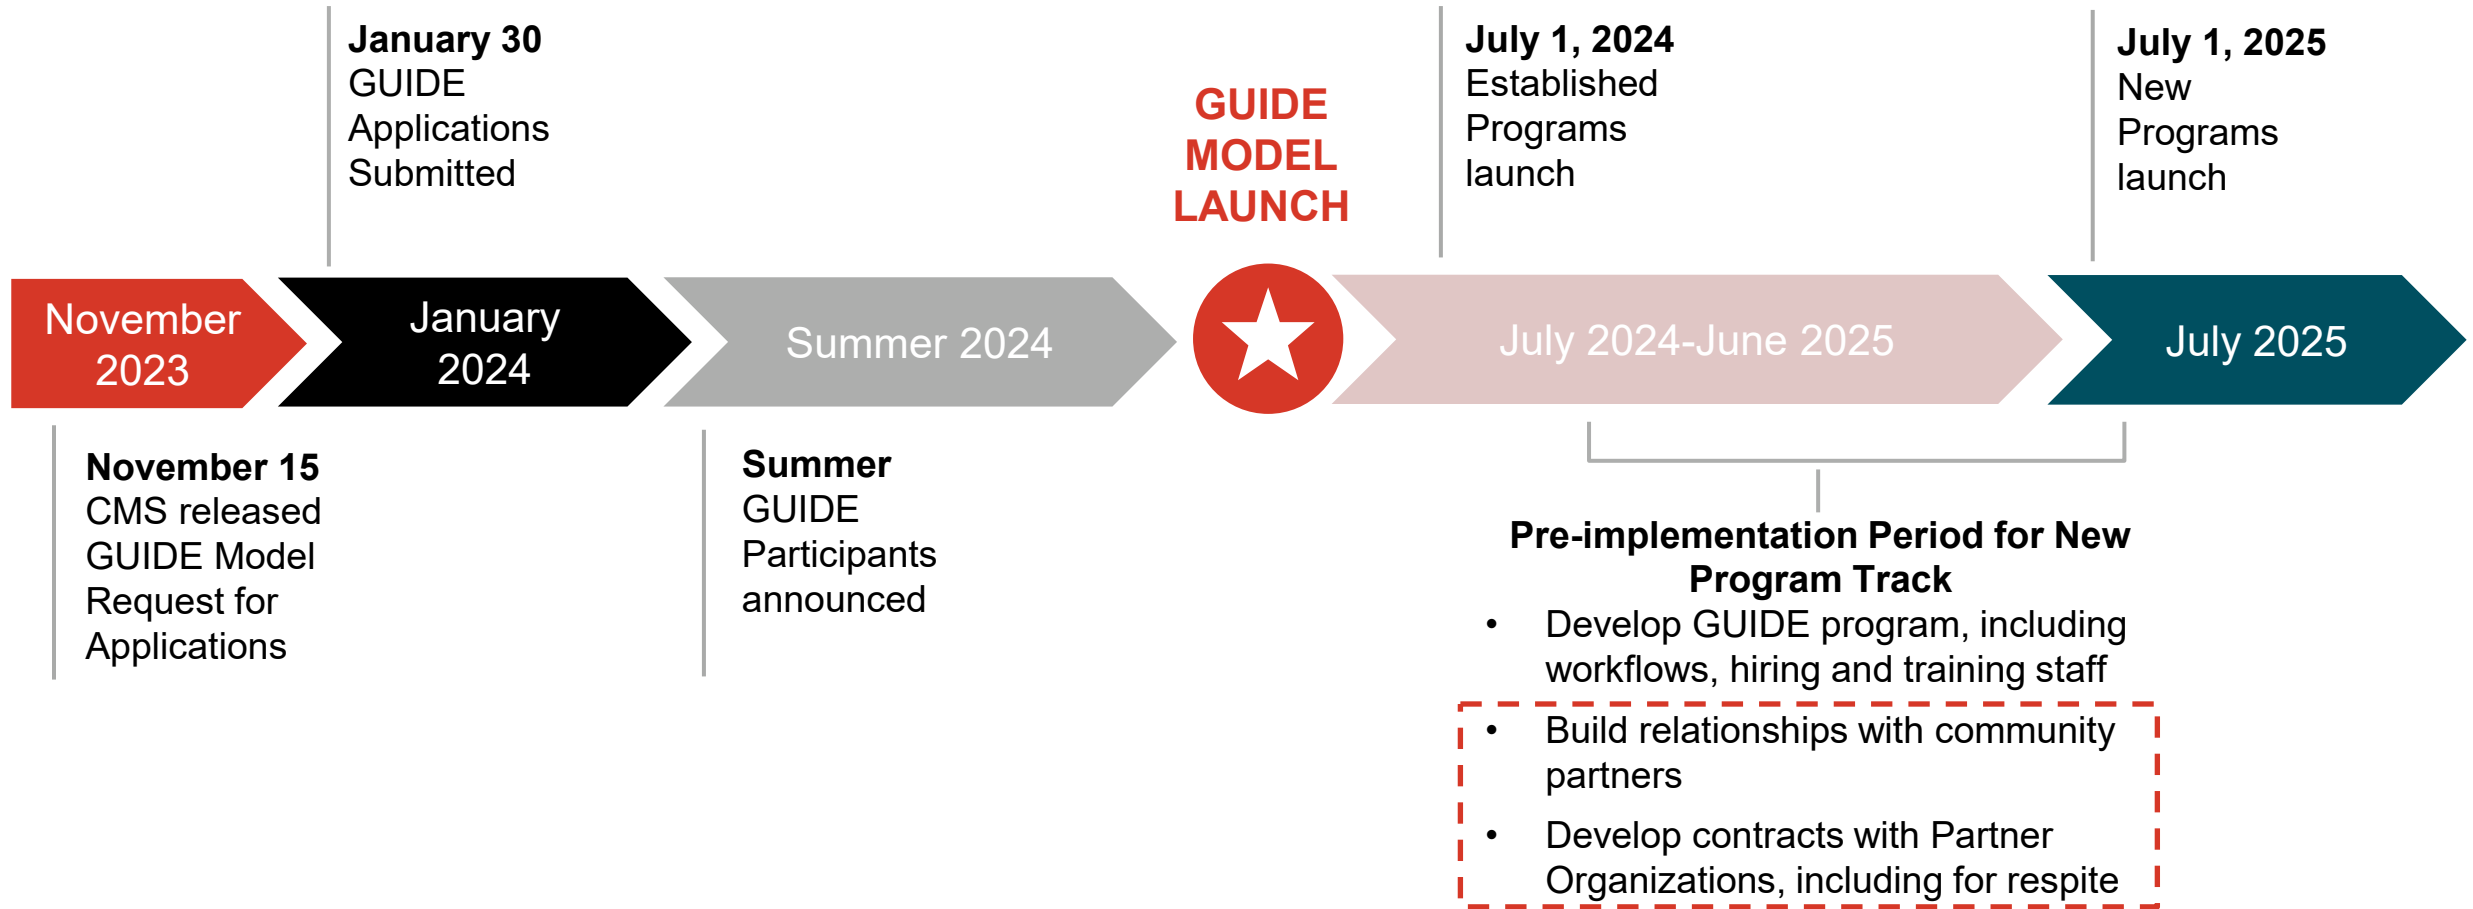 January 30
GUIDE
Applications
Submitted
GUIDE
MODEL
LAUNCH
July 1, 2024
Established
Programs
launch
July 1, 2025
New
Programs
launch
November
2023
January
2024
Summer 2024
July 2024-June 2025
July 2025
November 15
CMS released
GUIDE Model
Request for
Applications
Summer
GUIDE
Participants
announced
Pre-implementation Period for New
Program Track
• Develop GUIDE program, including
workflows, hiring and training staff
• Build relationships with community
partners
• Develop contracts with Partner
Organizations, including for respite